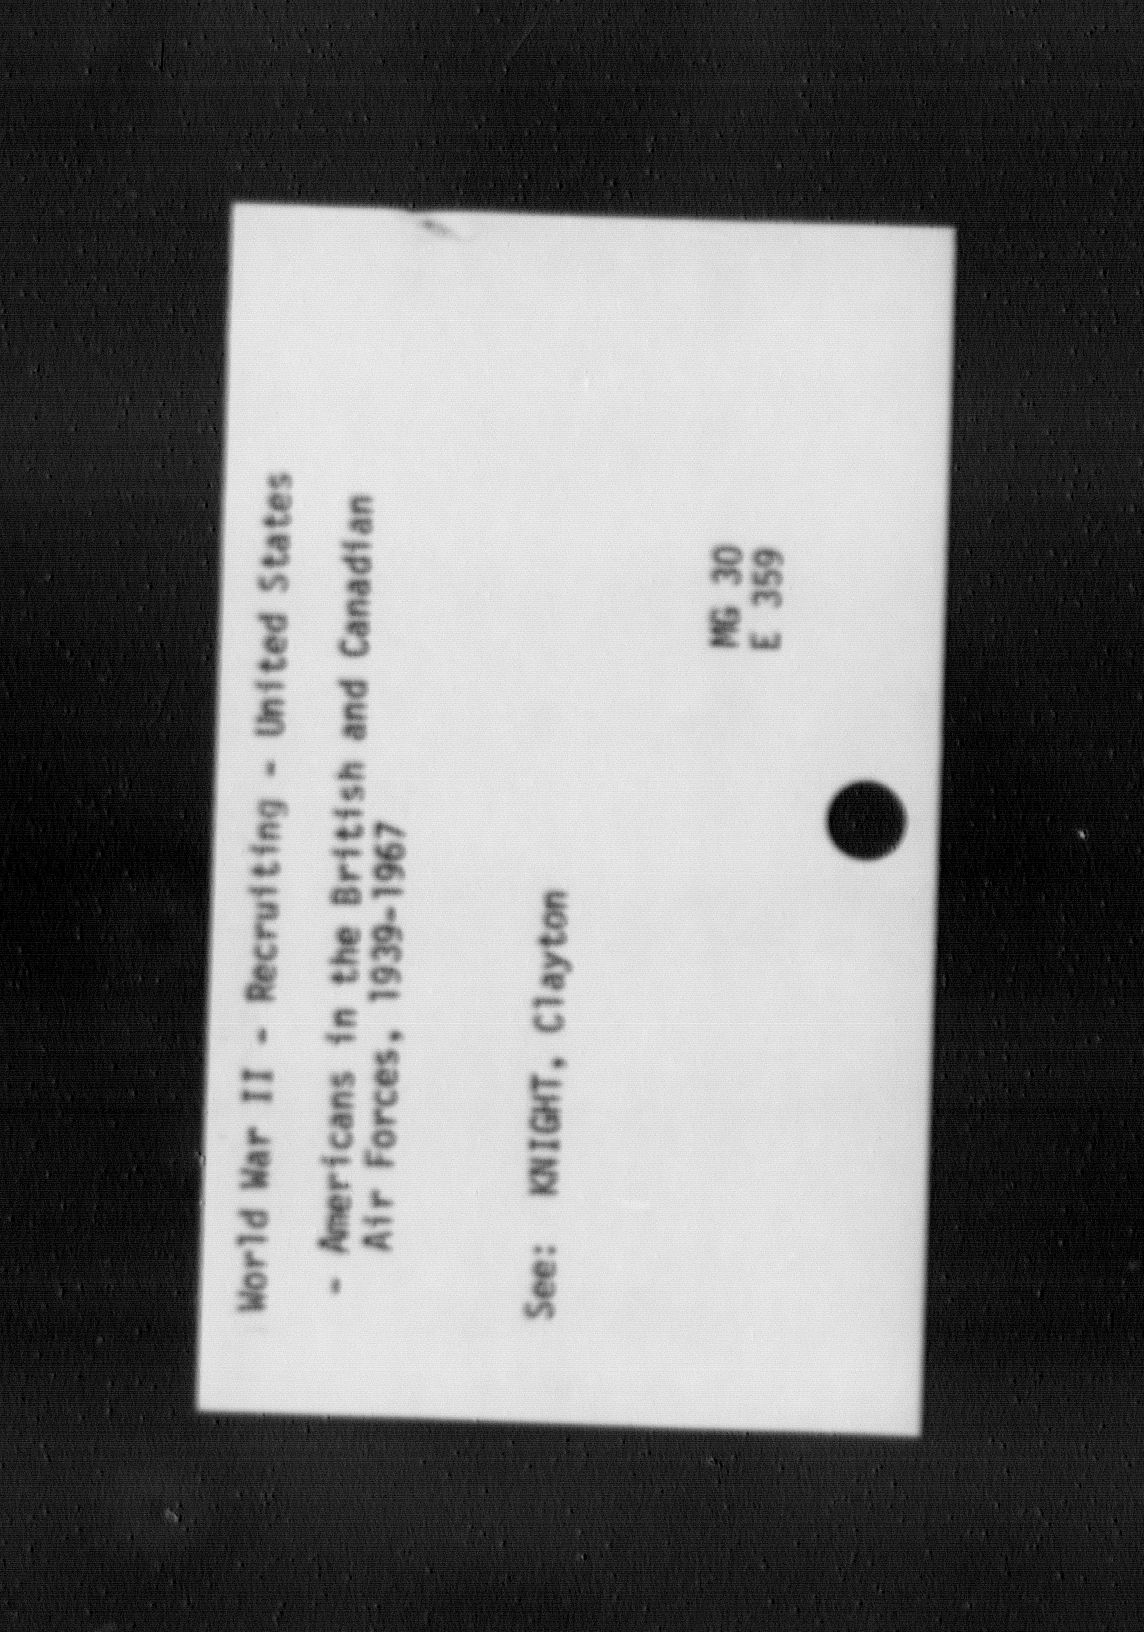 World War II - Recruiting - United States
- Americans in the British and Canadian
Air Forces, 1939-1967
See: KNIGHT, Clayton
MG 30
E 359